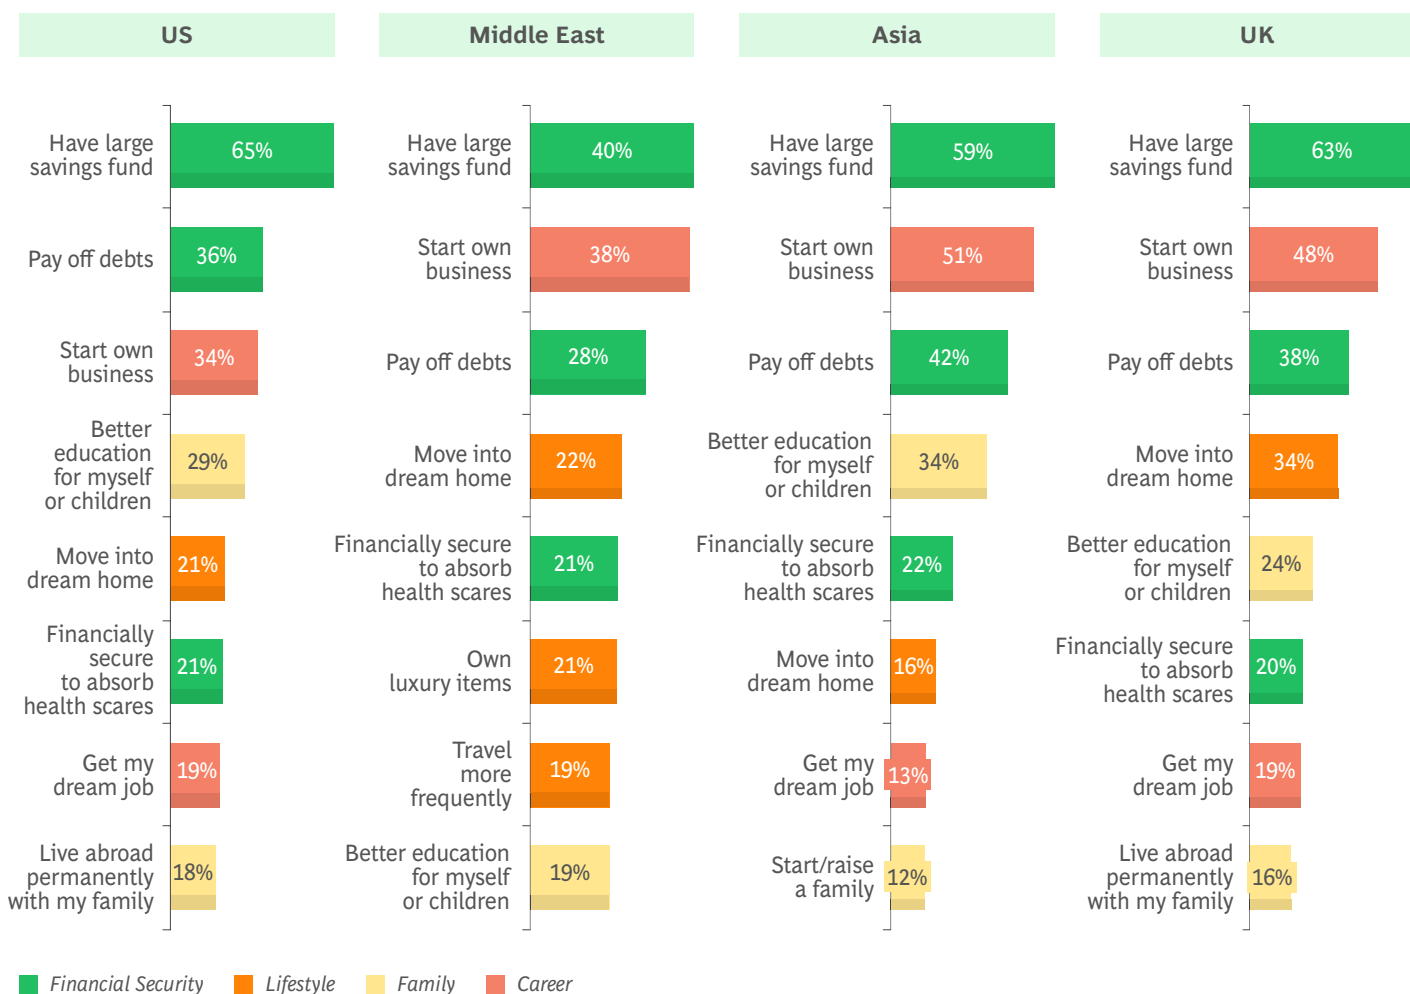 US
Have large
savings fund
65%
Pay off debts
36%
Start own
business
34%
Better
education
for myself
or children
29%
Move into
dream home
21%
Financially
secure
to absorb
health scares
21%
Get my
dream job
19%
Live abroad
permanently
with my family
18%
Middle East
Have large
savings fund
40%
Start own
business
38%
Pay off debts
28%
Move into
dream home
22%
Financially secure
to absorb
health scares
21%
Own
luxury items
21%
Travel
more
frequently
19%
Better education
for myself
or children
19%
Asia
Have large
savings fund
59%
Start own
business
51%
Pay off debts
42%
Better education
for myself
or children
34%
Financially secure
to absorb
health scares
22%
Move into
dream home
16%
Get my
dream job
13%
Start/raise
a family
12%
UK
Have large
savings fund
63%
Start own
business
48%
Pay off debts
38%
Move into
dream home
34%
Better education
for myself
or children
24%
Financially secure
to absorb
health scares
20%
Get my
dream job
19%
Live abroad
permanently
with my family
16%
Financial Security
Lifestyle
Family
Career